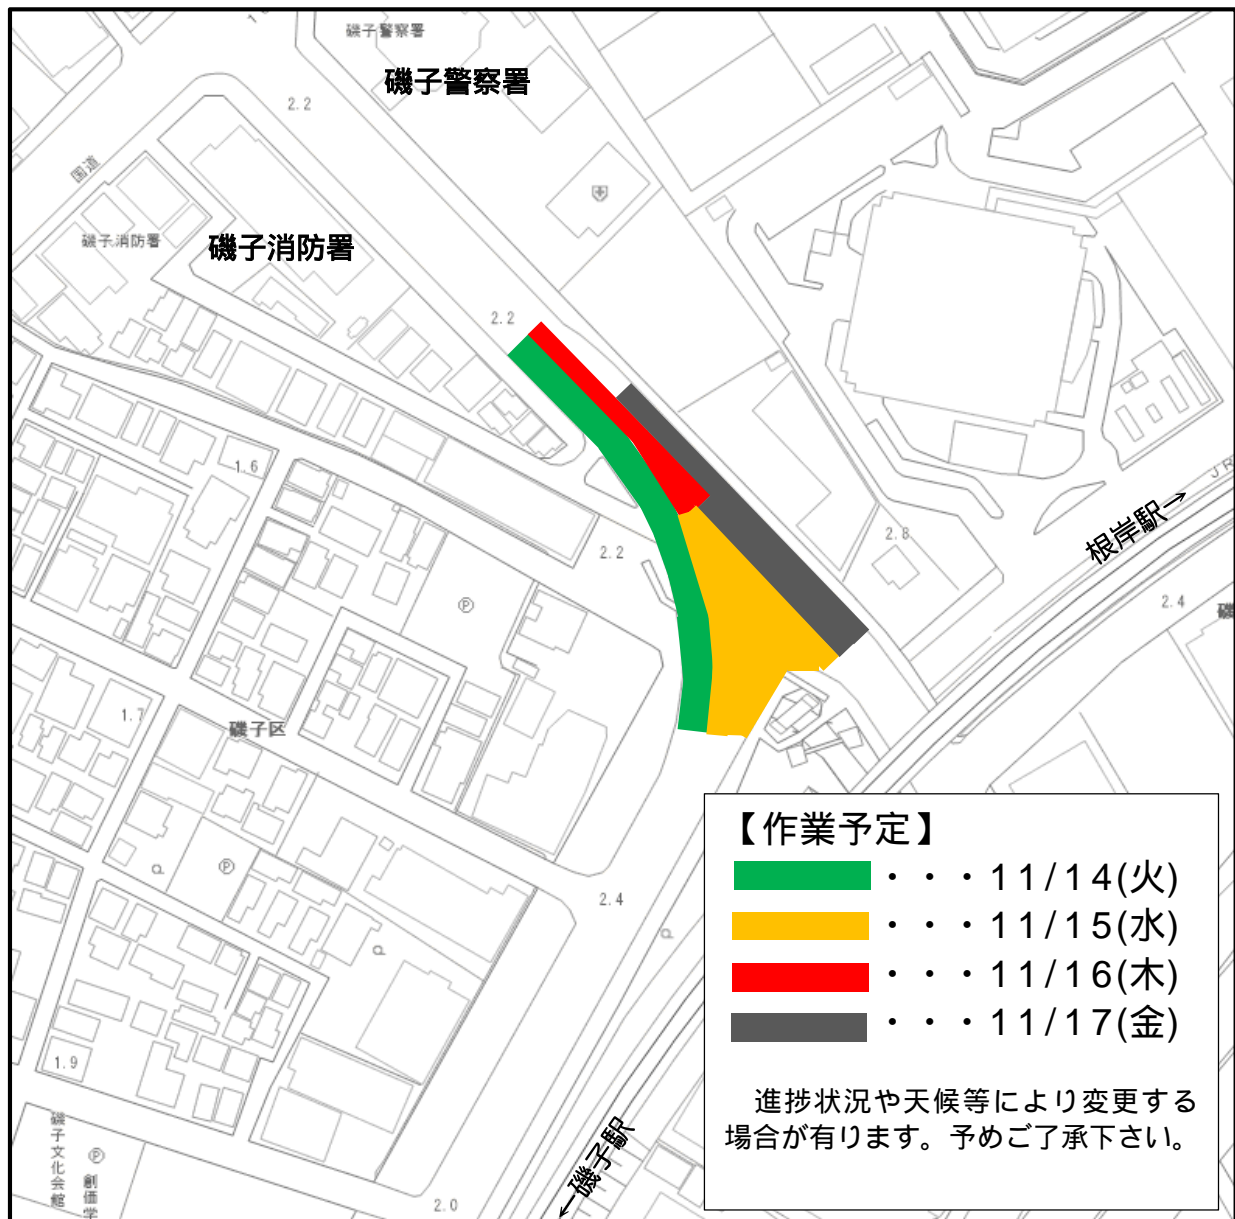 磯子警察署
磯子警察署
2.2
国道
磯子消防署
磯子消防署
2.2
1.6
2.2
2.8
根岸駅→
JR
2.4
1.7
磯子区
2.4
1.9
磯子文化会館
創価学
2.0
←磯子駅
【作業予定】
・・・11/14(火)
・・・11/15(水)
・・・11/16(木)
・・・11/17(金)
進捗状況や天候等により変更する
場合が有ります。予めご了承下さい。